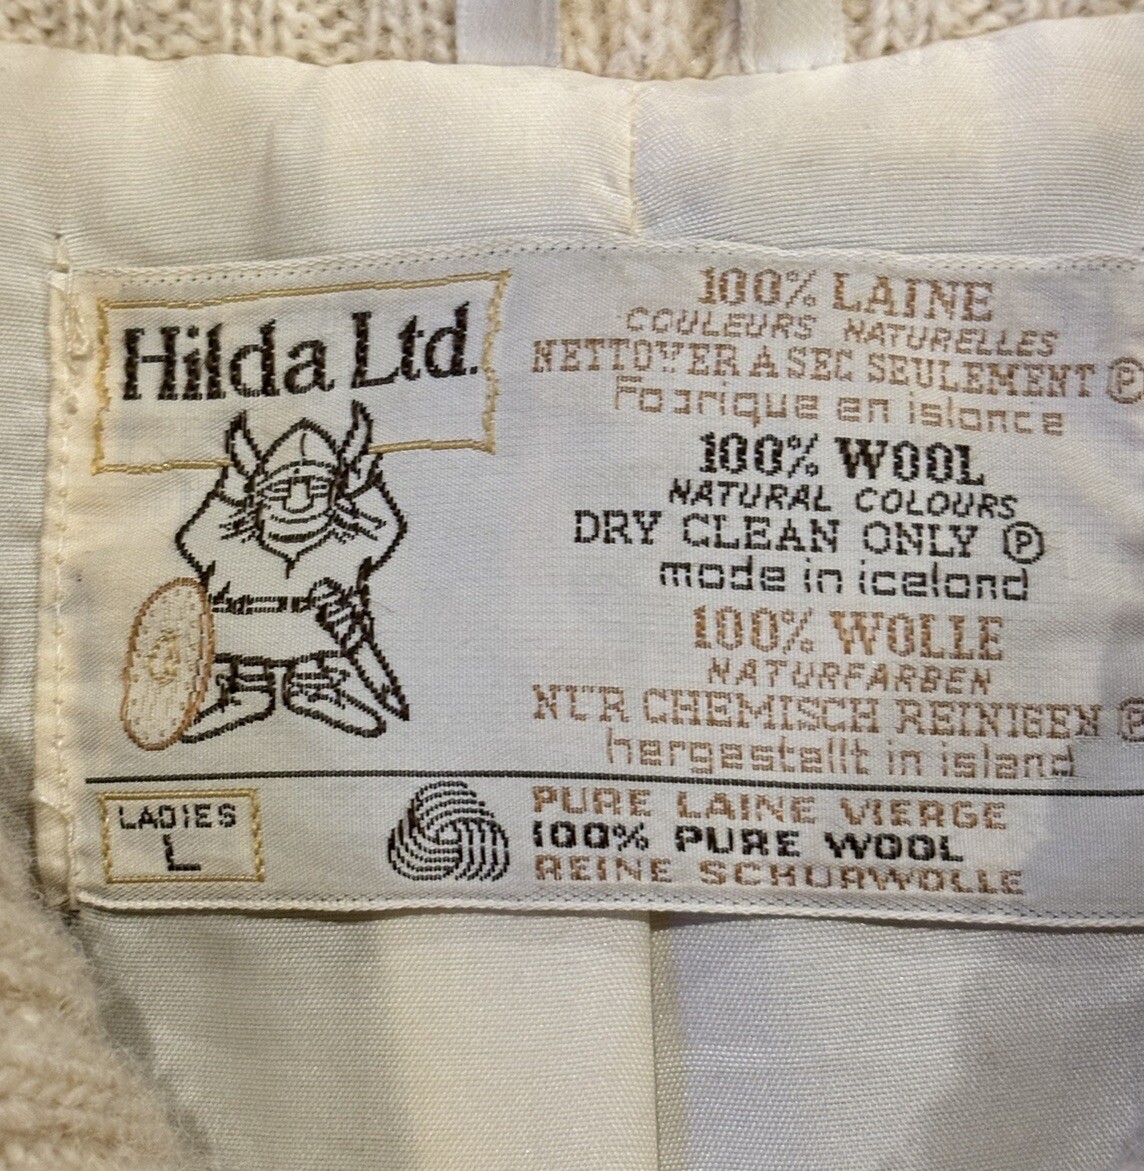 Hilda Ltd.
100% LAINE
COULEURS NATURELLES
NETTOYER A SEC SEULEMENT Ⓟ
Fabriqué en islance
100% WOOL
NATURAL COLOURS
DRY CLEAN ONLY Ⓟ
made in iceland
100% WOLLE
NATURFARBEN
NUR CHEMISCH REINIGEN Ⓟ
hergestellt in island
LADIES
L
PURE LAINE VIERGE
100% PURE WOOL
REINE SCHURWOLLE